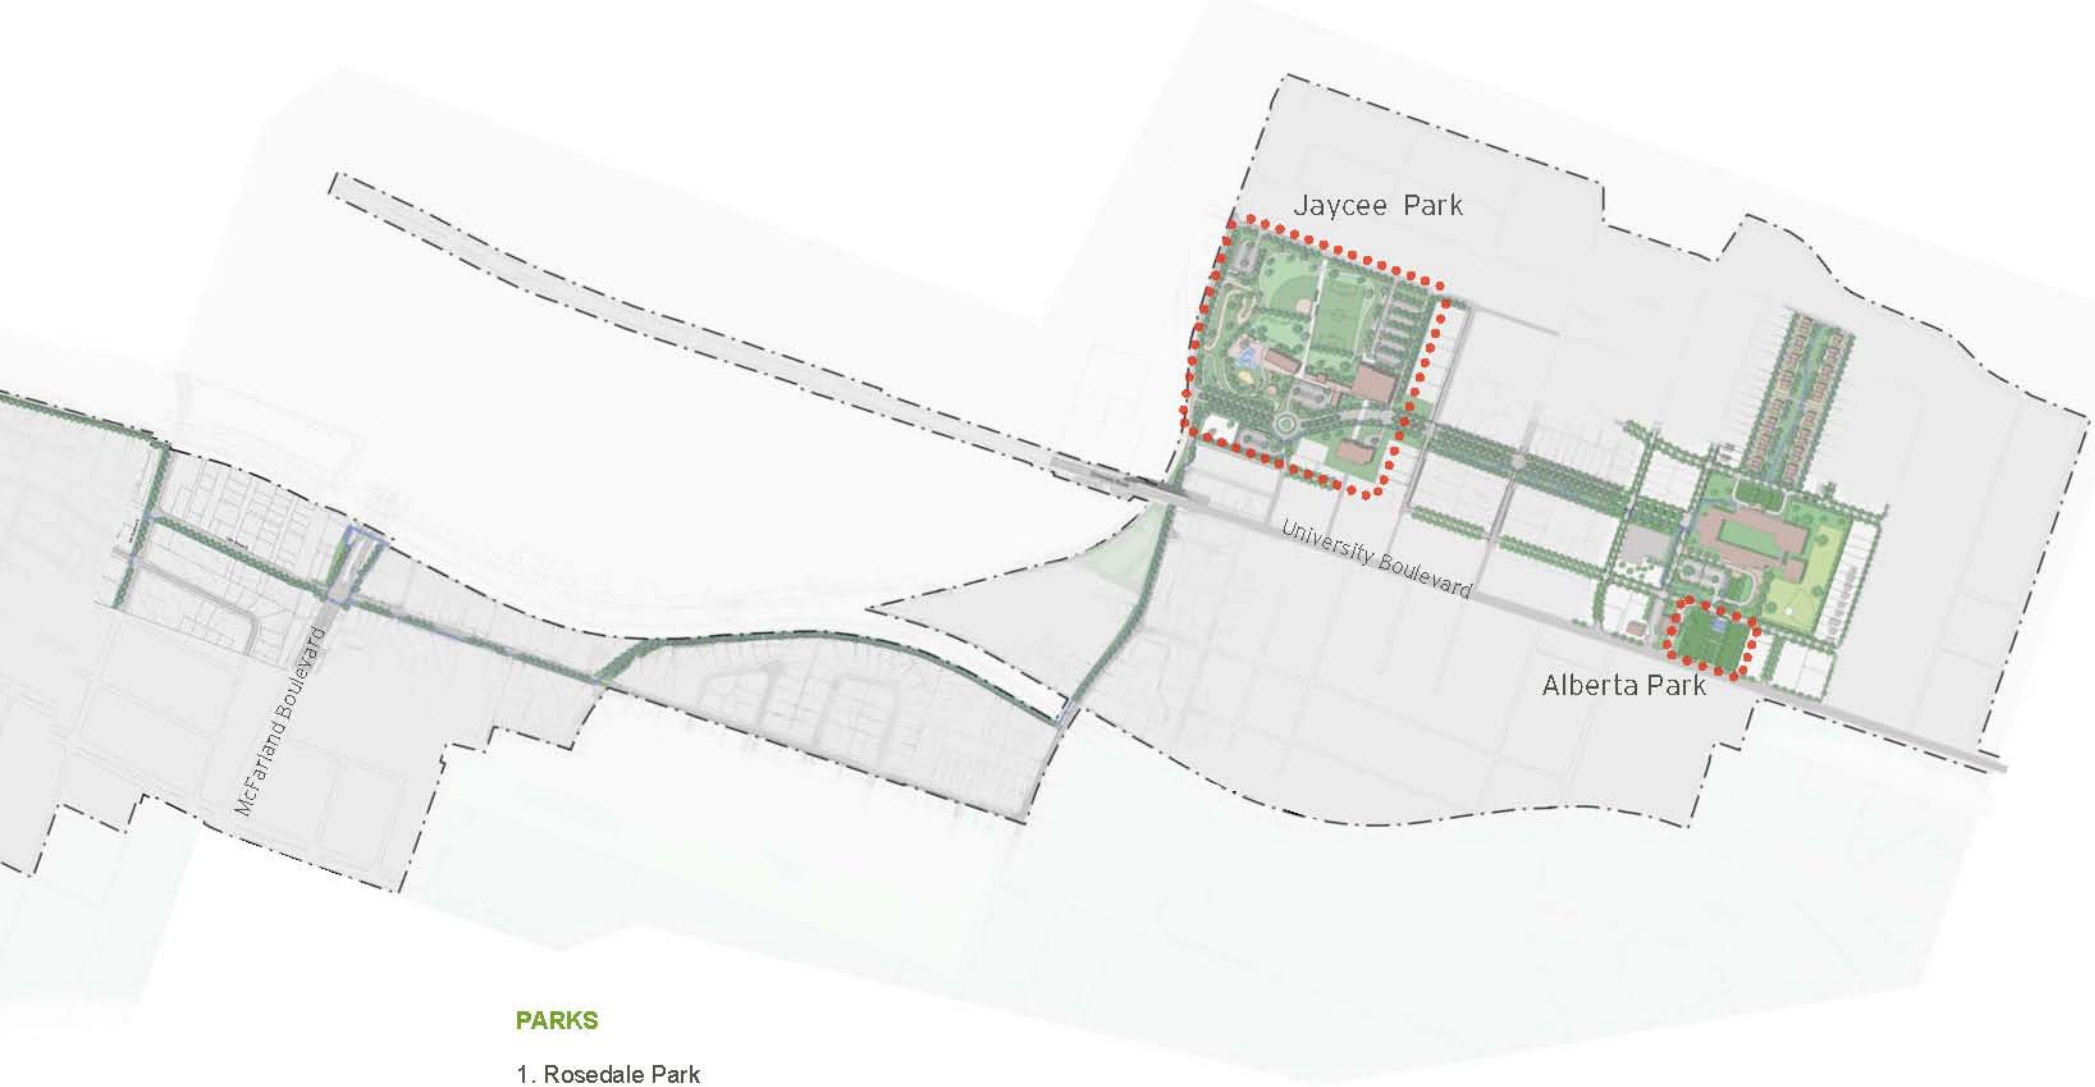 Jaycee Park
University Boulevard
Alberta Park
McFarland Boulevard
PARKS
1. Rosedale Park